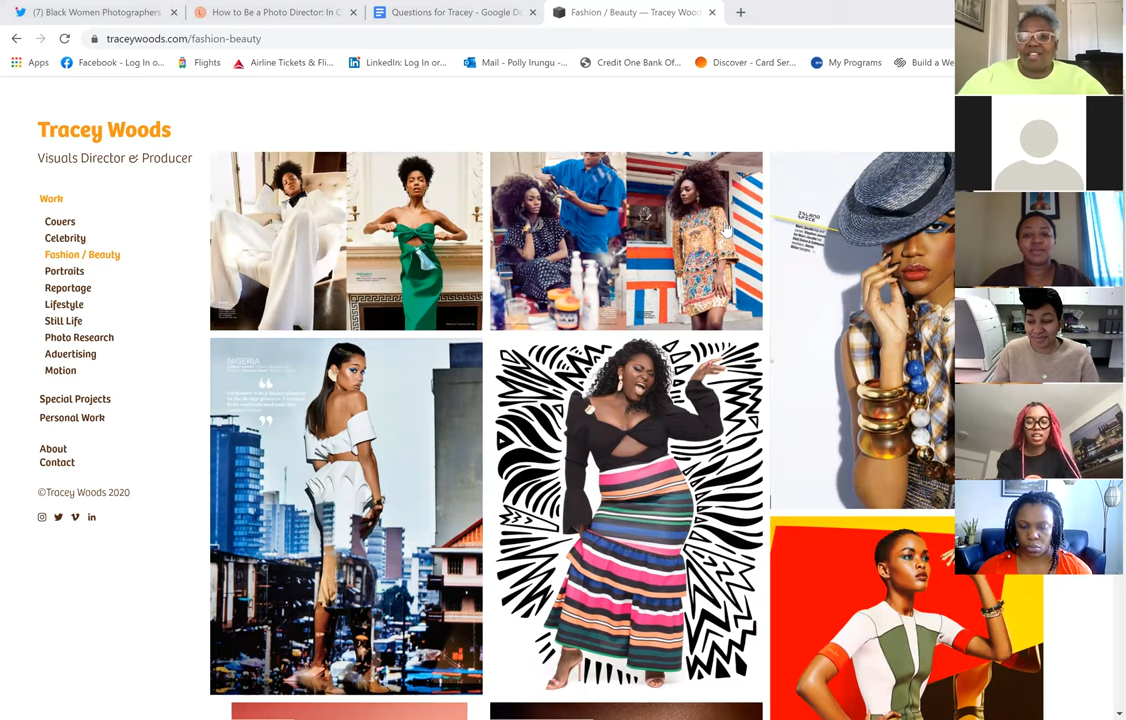 (7) Black Women Photographers
How to Be a Photo Director: In C
Questions for Tracey - Google D
Fashion / Beauty — Tracey Wood
traceywoods.com/fashion-beauty
Apps
Facebook - Log In o...
Flights
Airline Tickets & Fli...
LinkedIn: Log In or...
Mail - Polly Irungu -...
Credit One Bank Of...
Discover - Card Ser...
My Programs
Build a We
Tracey Woods
Visuals Director & Producer
Work
Covers
Celebrity
Fashion / Beauty
Portraits
Reportage
Lifestyle
Still Life
Photo Research
Advertising
Motion
Special Projects
Personal Work
About
Contact
©Tracey Woods 2020
ISLAND
SPICE
NIGERIA